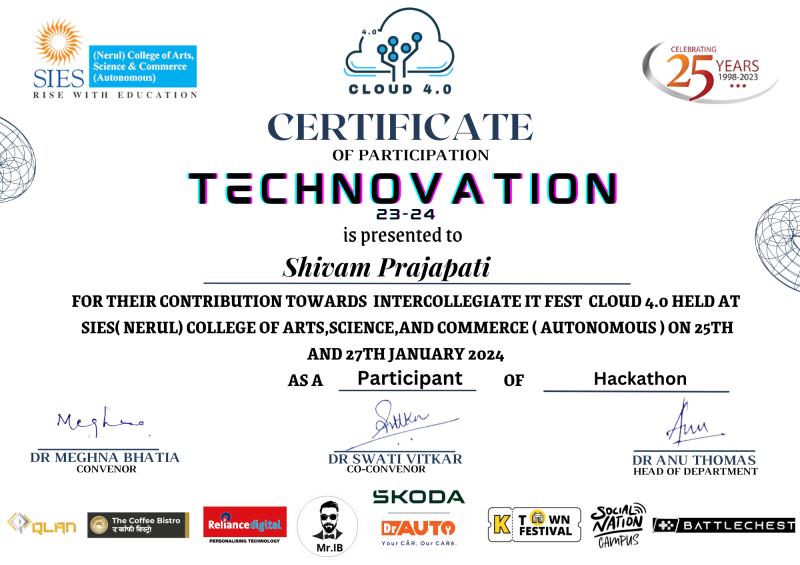 SIES
(Nerul) College of Arts,
Science & Commerce
(Autonomous)
RISE WITH EDUCATION
4.0
CLOUD 4.0
CELEBRATING
25 YEARS
1998-2023
CERTIFICATE
OF PARTICIPATION
TECHNOVATION
23-24
is presented to
Shivam Prajapati
FOR THEIR CONTRIBUTION TOWARDS INTERCOLLEGIATE IT FEST CLOUD 4.0 HELD AT
SIES( NERUL) COLLEGE OF ARTS,SCIENCE,AND COMMERCE ( AUTONOMOUS ) ON 25TH
AND 27TH JANUARY 2024
AS A Participant OF Hackathon
Meghna
DR MEGHNA BHATIA
CONVENOR
DR SWATI VITKAR
CO-CONVENOR
Anu
DR ANU THOMAS
HEAD OF DEPARTMENT
QLAN
The Coffee Bistro
द कॉफी बिस्ट्रो
Reliance digital
PERSONALISING TECHNOLOGY
Mr.IB
SKODA
DrAUTO
Your CAR. Our CARe.
K TOWN
FESTIVAL
SOCIAL
NATION
CAMPUS
BATTLECHEST